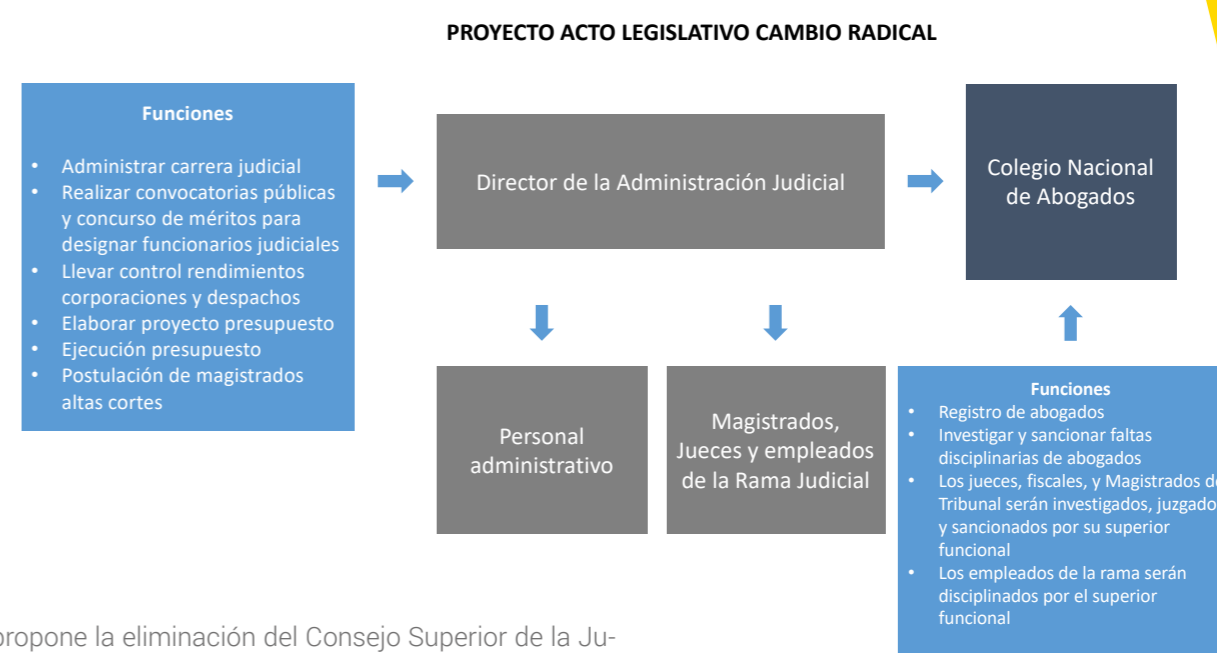 PROYECTO ACTO LEGISLATIVO CAMBIO RADICAL
Funciones
• Administrar carrera judicial
• Realizar convocatorias públicas
y concurso de méritos para
designar funcionarios judiciales
• Llevar control rendimientos
corporaciones y despachos
• Elaborar proyecto presupuesto
• Ejecución presupuesto
• Postulación de magistrados
altas cortes
Director de la Administración Judicial
Colegio Nacional
de Abogados
Personal
administrativo
Magistrados,
Jueces y empleados
de la Rama Judicial
Funciones
• Registro de abogados
• Investigar y sancionar faltas
disciplinarias de abogados
• Los jueces, fiscales, y Magistrados
Tribunal serán investigados,
y sancionados por su superior
funcional
• Los empleados de la rama serán
disciplinados por el superior
funcional
propone la eliminación del Consejo Superior de la Ju-